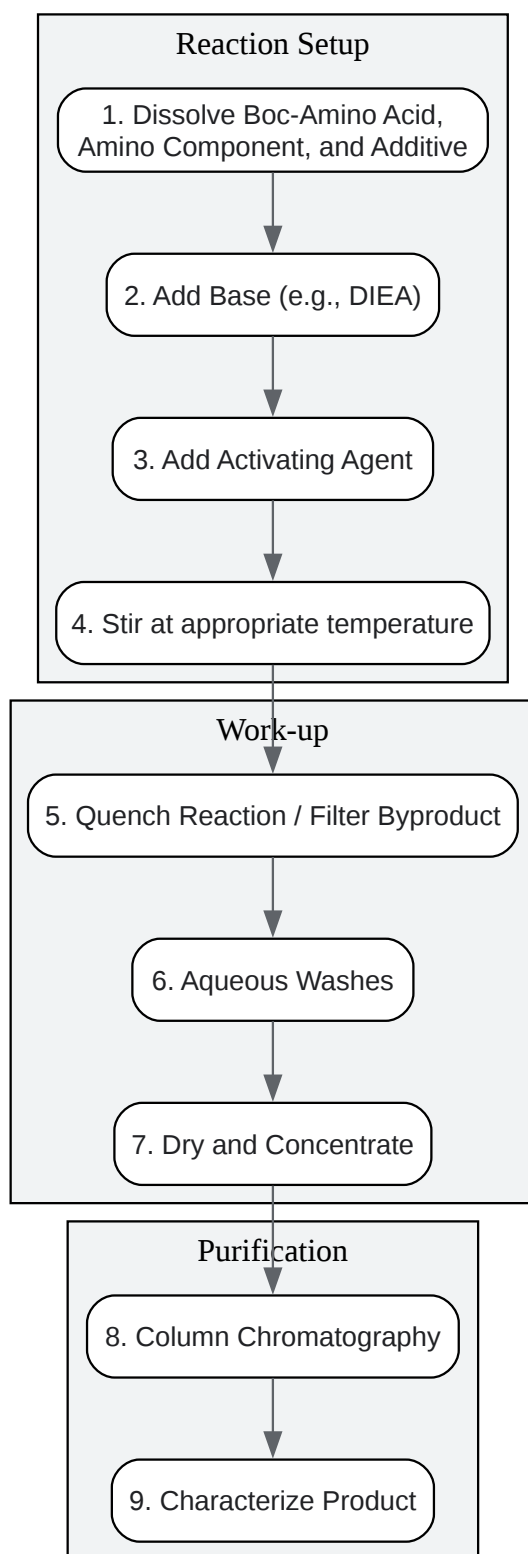 Reaction Setup
1. Dissolve Boc-Amino Acid,
Amino Component, and Additive
2. Add Base (e.g., DIEA)
3. Add Activating Agent
4. Stir at appropriate temperature
Work-up
5. Quench Reaction / Filter Byproduct
6. Aqueous Washes
7. Dry and Concentrate
Purification
8. Column Chromatography
9. Characterize Product